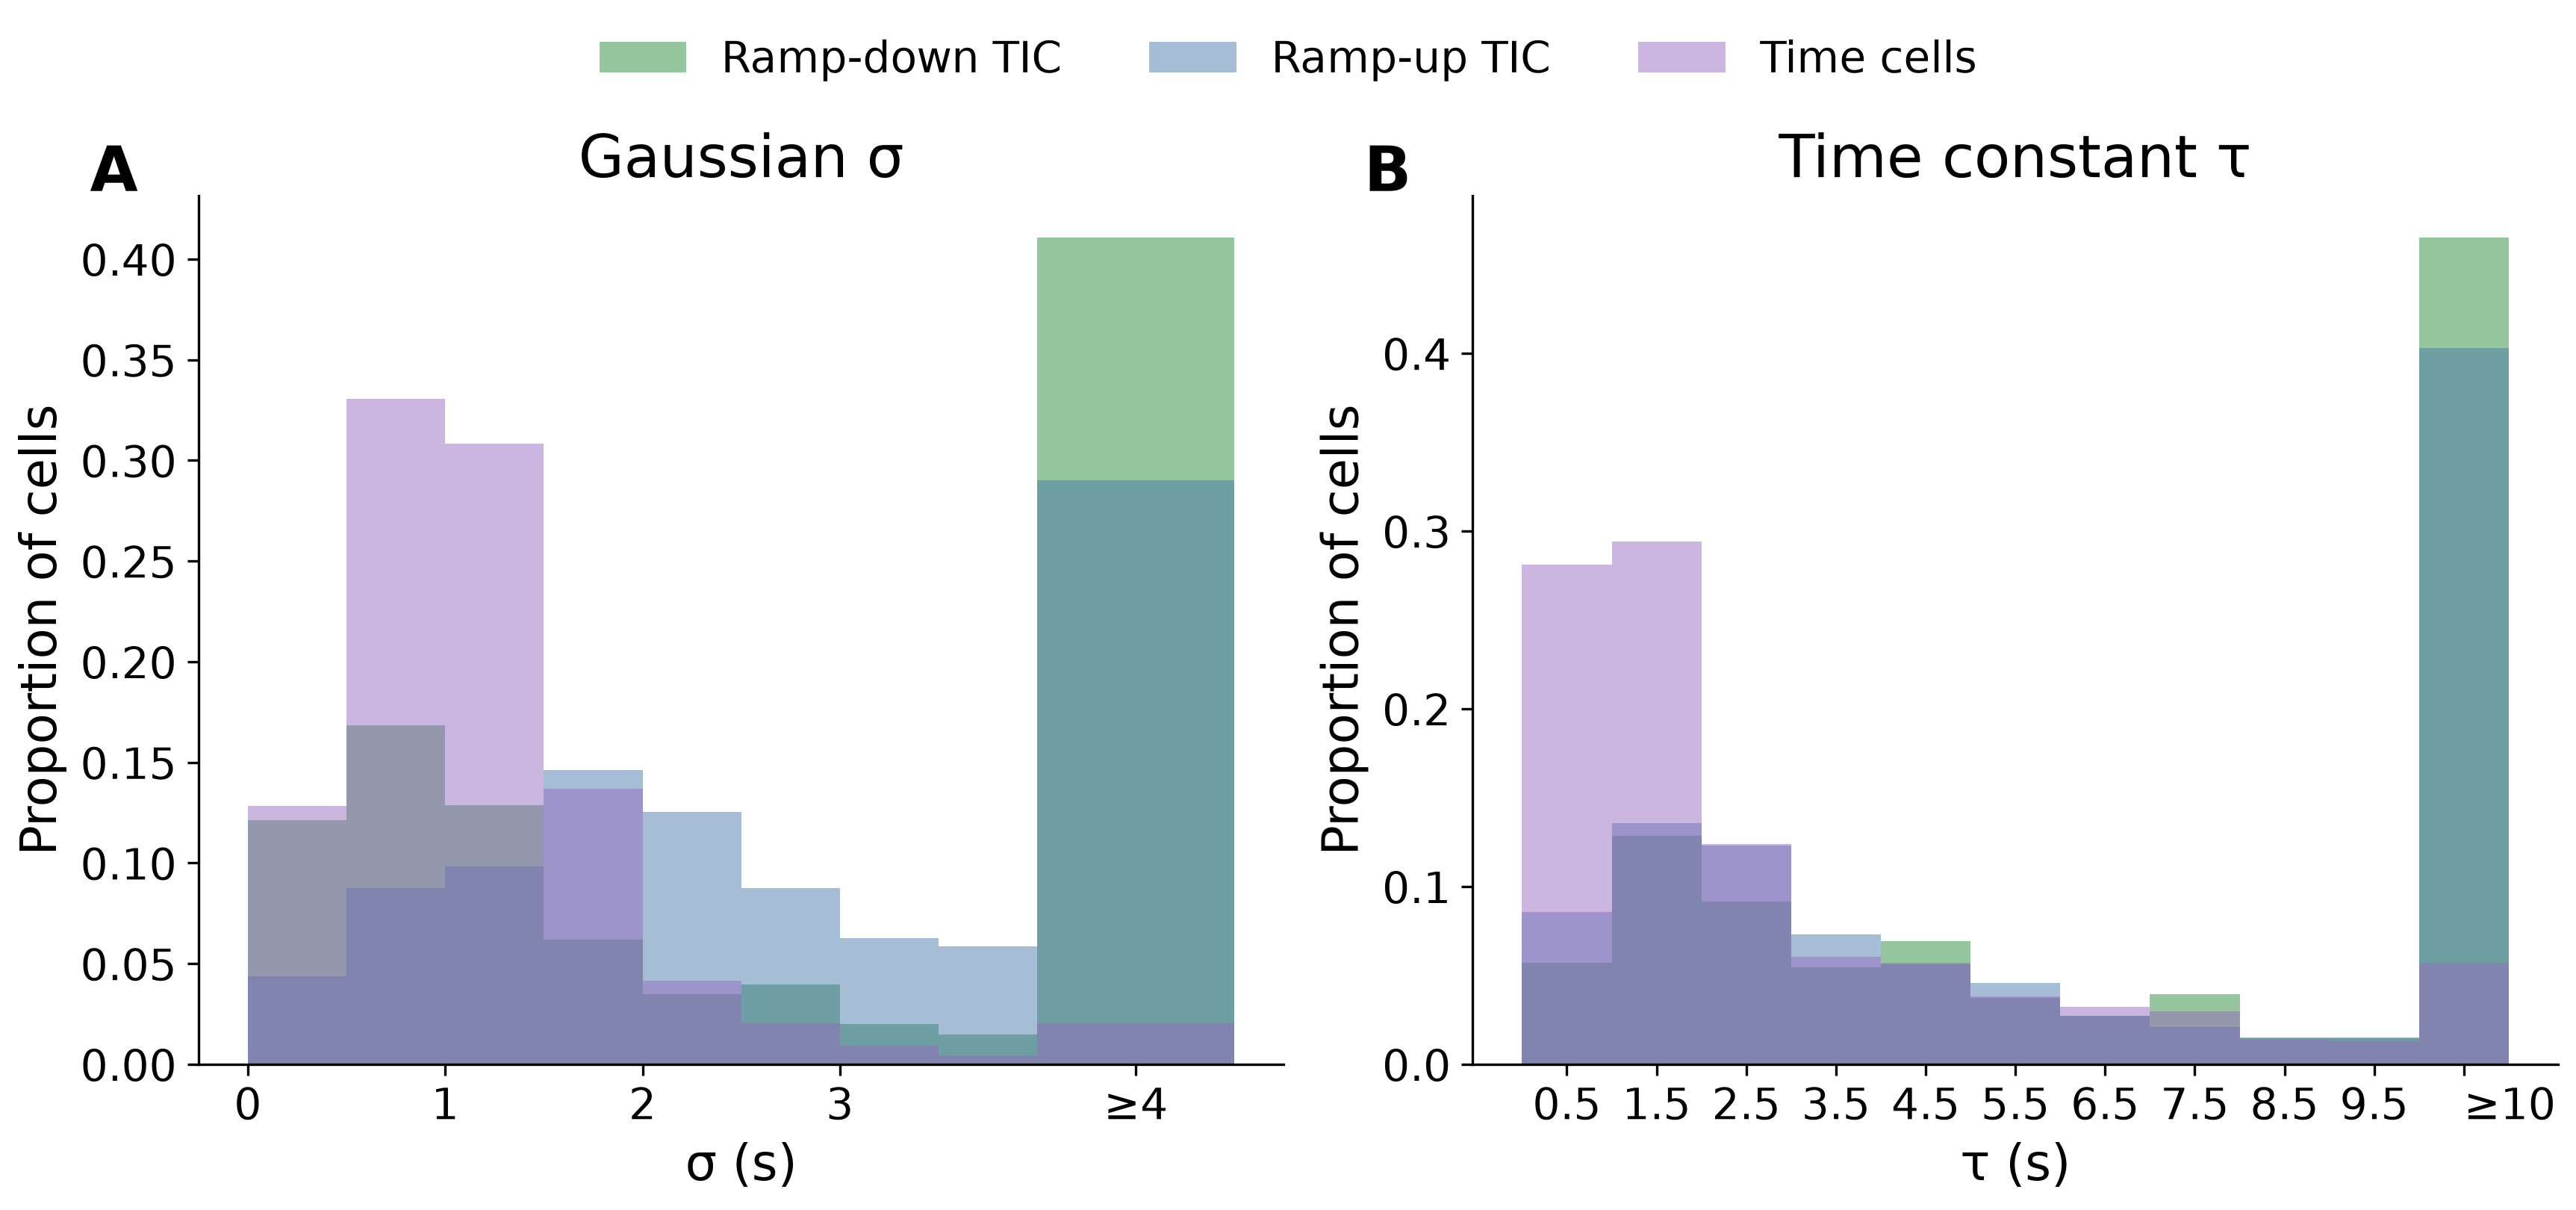 Ramp-down TIC Ramp-up TIC Time cells
A Gaussian σ
Proportion of cells
0.40
0.35
0.30
0.25
0.20
0.15
0.10
0.05
0.00
0 1 2 3 ≥4
σ (s)
B Time constant τ
Proportion of cells
0.4
0.3
0.2
0.1
0.0
0.5 1.5 2.5 3.5 4.5 5.5 6.5 7.5 8.5 9.5 ≥10
τ (s)